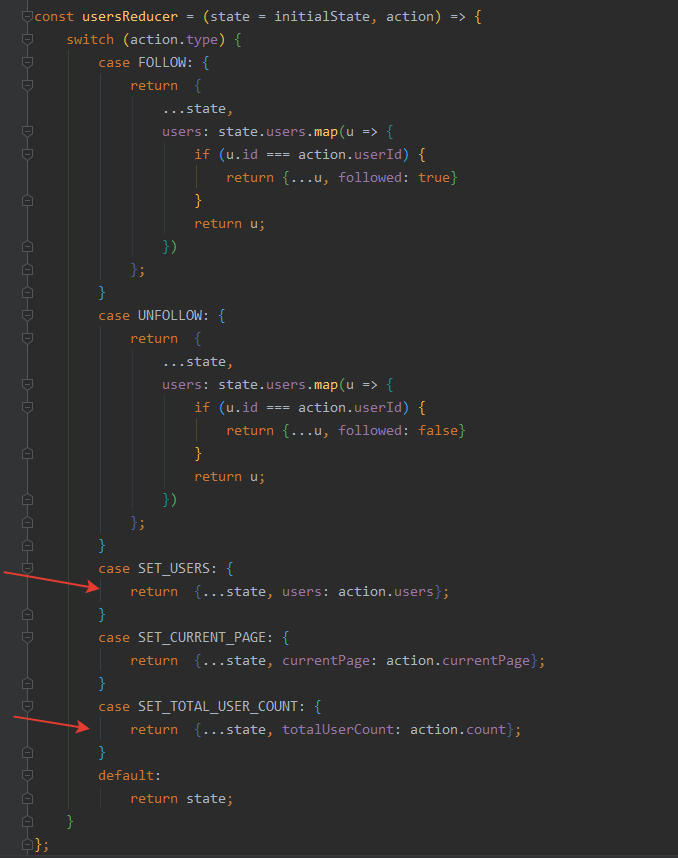 const usersReducer = (state = initialState, action) => {
    switch (action.type) {
        case FOLLOW: {
            return  {
                ...state,
                users: state.users.map(u => {
                    if (u.id === action.userId) {
                        return {...u, followed: true}
                    }
                    return u;
                })
            };
        }
        case UNFOLLOW: {
            return  {
                ...state,
                users: state.users.map(u => {
                    if (u.id === action.userId) {
                        return {...u, followed: false}
                    }
                    return u;
                })
            };
        }
        case SET_USERS: {
            return  {...state, users: action.users};
        }
        case SET_CURRENT_PAGE: {
            return  {...state, currentPage: action.currentPage};
        }
        case SET_TOTAL_USER_COUNT: {
            return  {...state, totalUserCount: action.count};
        }
        default:
            return state;
    }
};